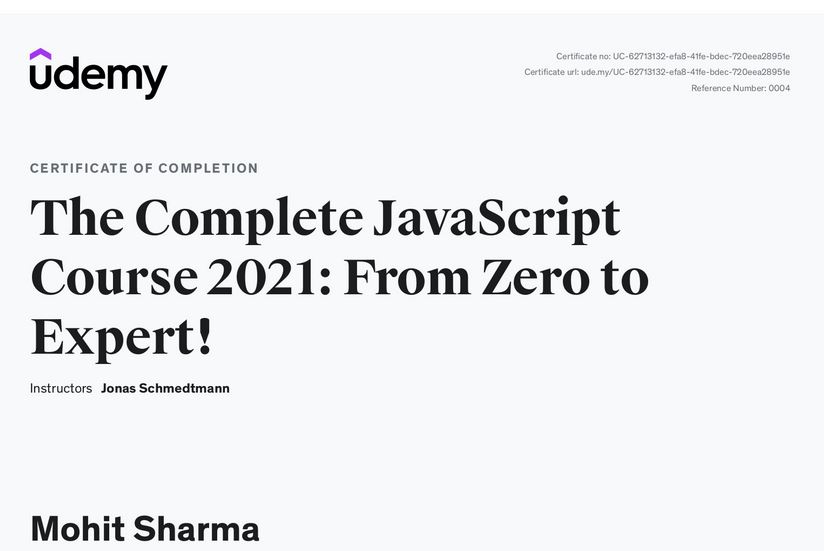 udemy
Certificate no: UC-62713132-efa8-41fe-bdec-720eea28951e
Certificate url: ude.my/UC-62713132-efa8-41fe-bdec-720eea28951e
Reference Number: 0004
CERTIFICATE OF COMPLETION
The Complete JavaScript
Course 2021: From Zero to
Expert!
Instructors Jonas Schmedtmann
Mohit Sharma